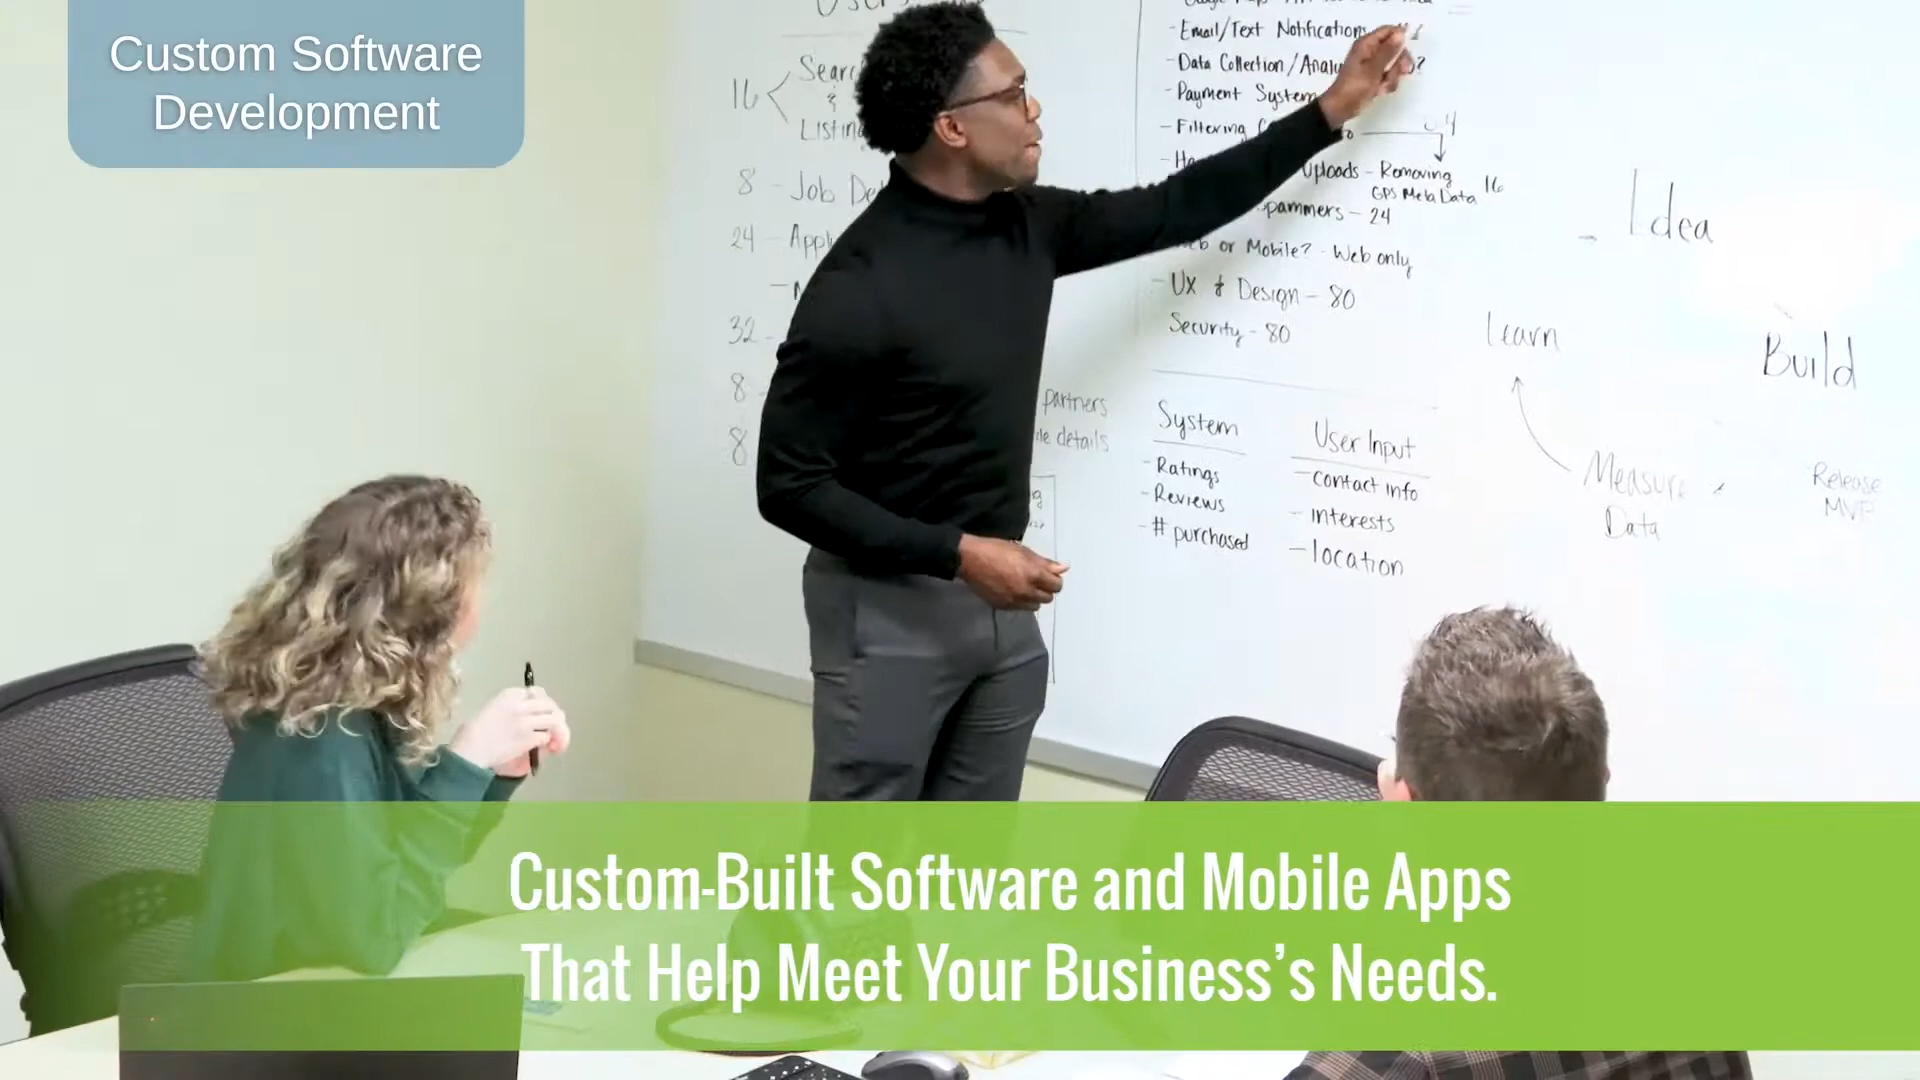 Custom Software
Development
- Email/Text Notifications
- Data Collection/
- Payment System
- Filtering
Uploads - Removing
GPS Meta Data 16
spammers - 24
or Mobile? - Web only
- UX & Design - 80
Security - 80
16
Listing
8 - Job
24 -
32 -
8
partners
8
details
System
- Ratings
- Reviews
- # purchased
User Input
- contact info
- interests
- location
Idea
Learn
Build
Measure
Data
Release
MVP
Custom-Built Software and Mobile Apps
That Help Meet Your Business’s Needs.